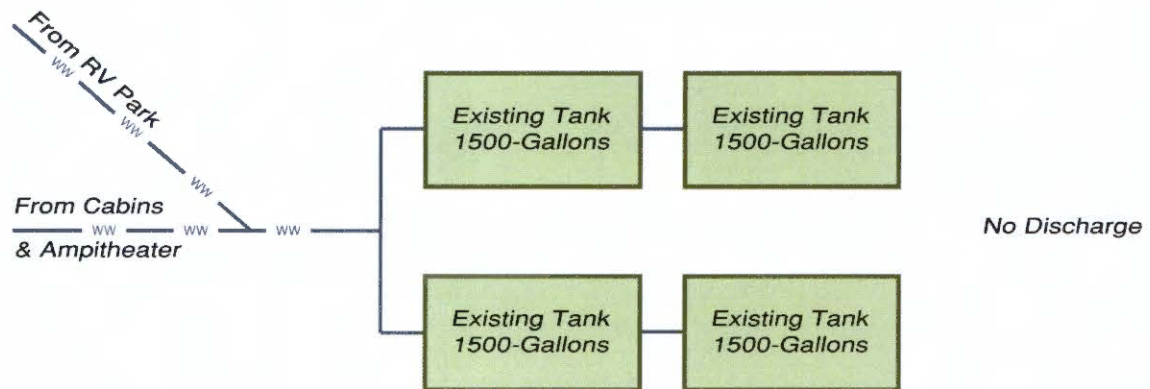 From RV Park
WW
WW
WW
From Cabins
WW WW WW
& Ampitheater
Existing Tank
1500-Gallons
Existing Tank
1500-Gallons
No Discharge
Existing Tank
1500-Gallons
Existing Tank
1500-Gallons